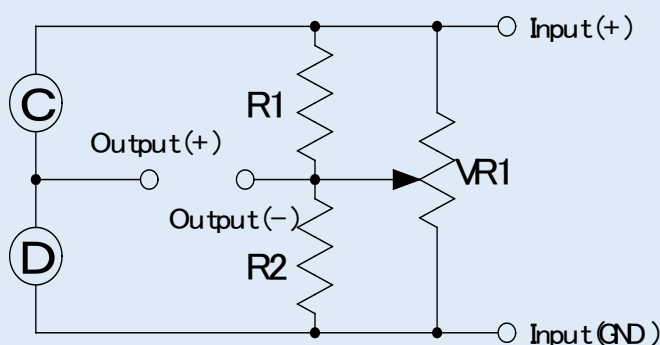 Input(+)
C
R1
Output(+)
VR1
Output(-)
D
R2
Input(GND)